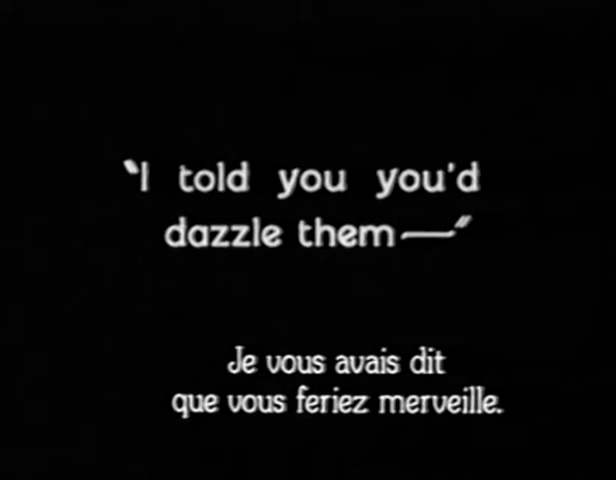 "I told you you'd
dazzle them—"
Je vous avais dit
que vous feriez merveille.